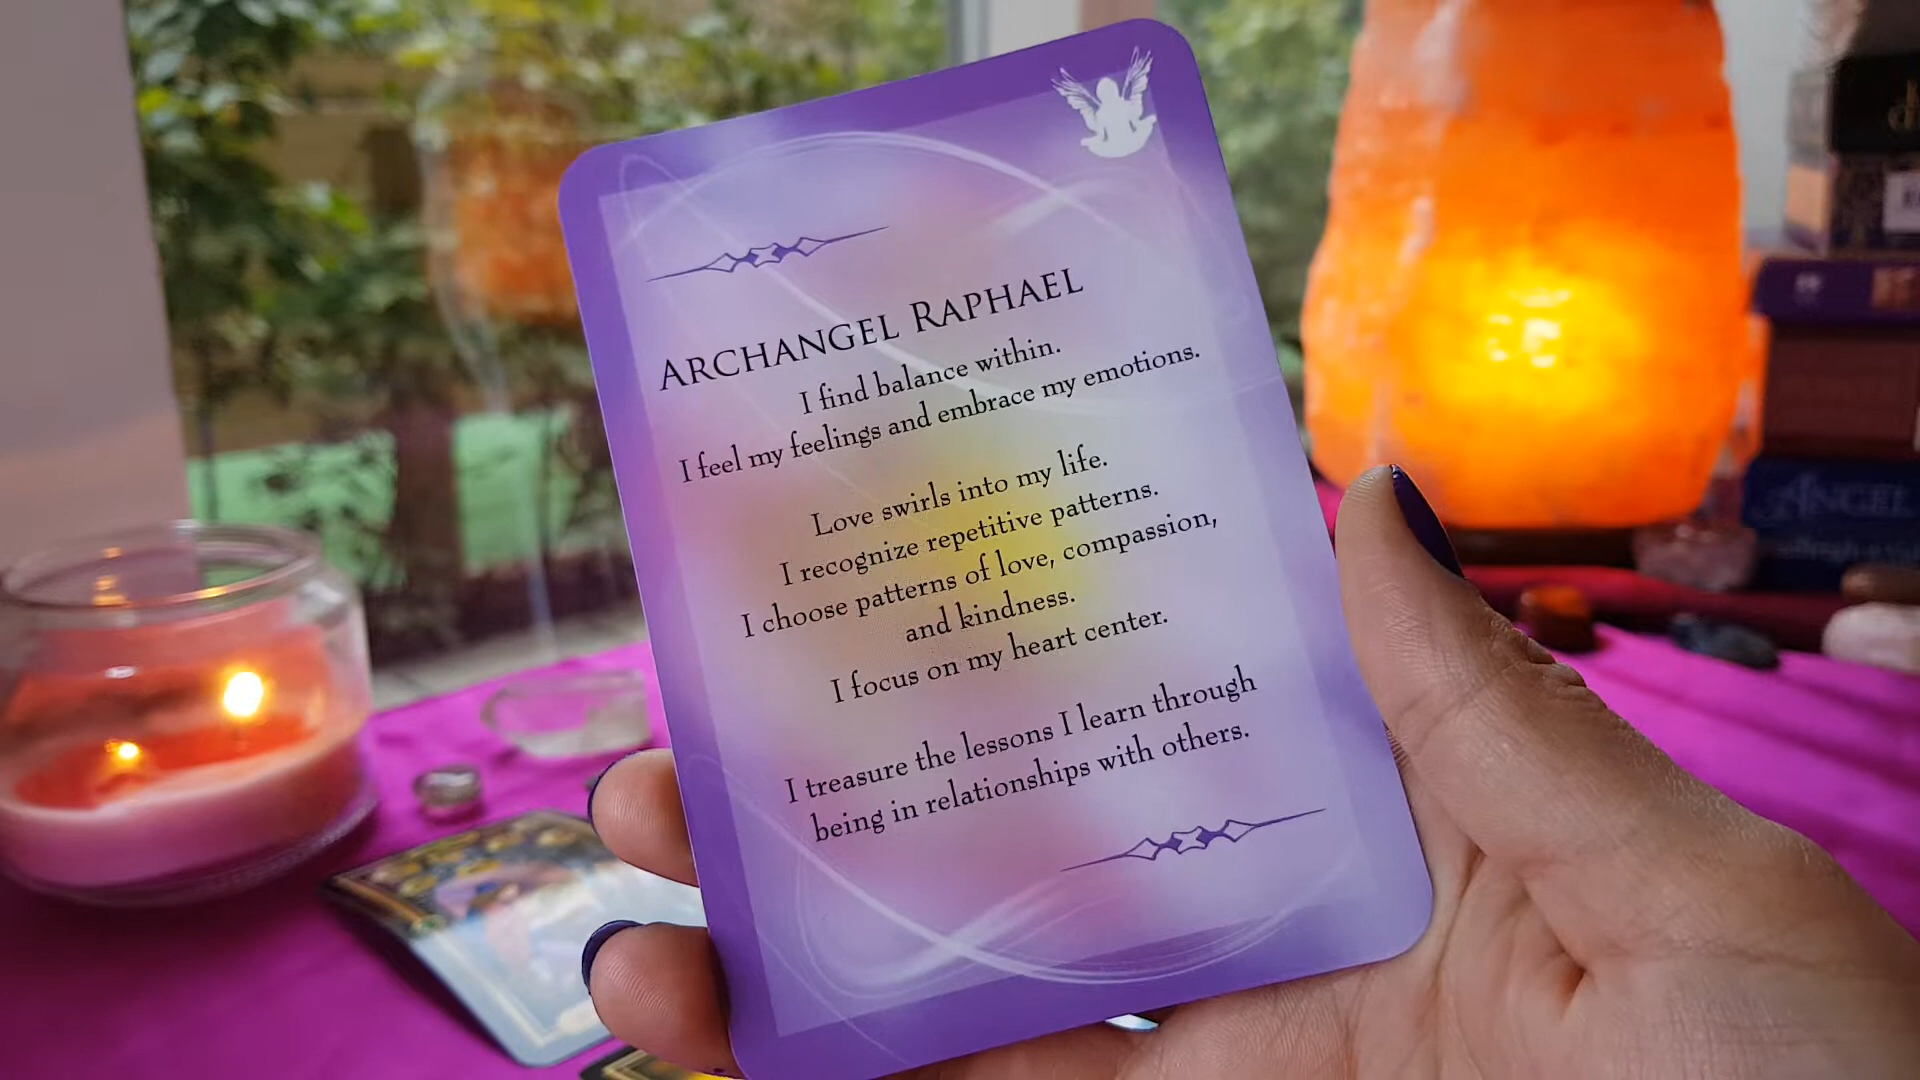 ARCHANGEL RAPHAEL
I find balance within.
I feel my feelings and embrace my emotions.
Love swirls into my life.
I recognize repetitive patterns.
I choose patterns of love, compassion,
and kindness.
I focus on my heart center.
I treasure the lessons I learn through
being in relationships with others.
ANGEL